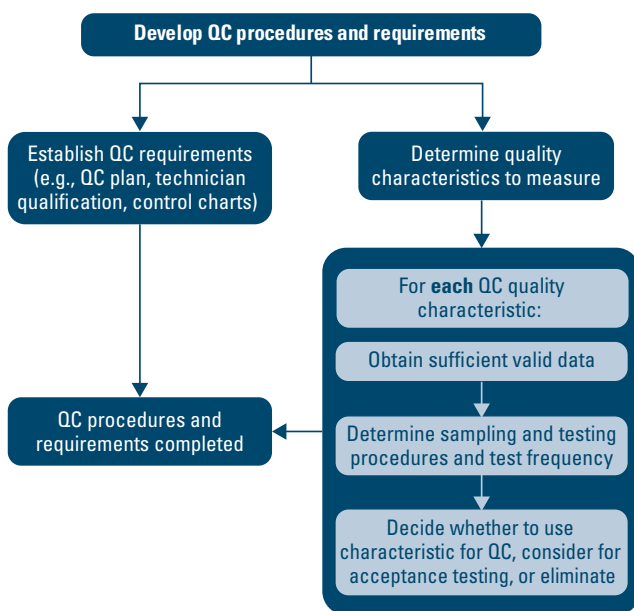 Develop QC procedures and requirements
Establish QC requirements
(e.g., QC plan, technician
qualification, control charts)
Determine quality
characteristics to measure
For each QC quality
characteristic:
Obtain sufficient valid data
Determine sampling and testing
procedures and test frequency
Decide whether to use
characteristic for QC, consider for
acceptance testing, or eliminate
QC procedures and
requirements completed